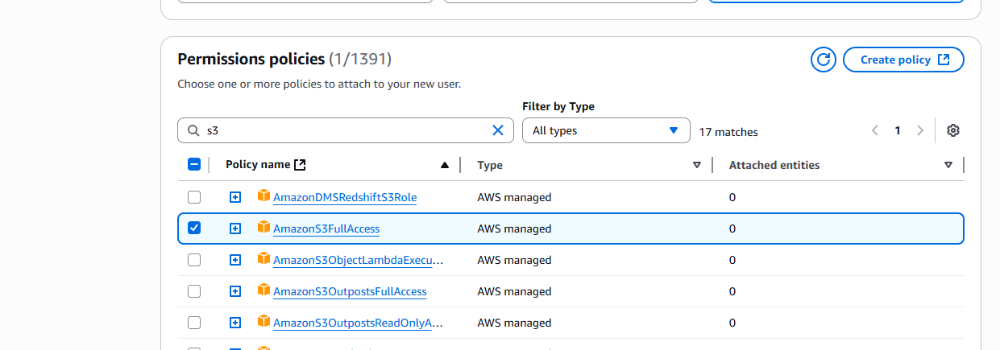 Permissions policies (1/1391)
Create policy
Choose one or more policies to attach to your new user.
Filter by Type
s3
All types
17 matches
1
Policy name
Type
Attached entities
AmazonDMSRedshiftS3Role AWS managed 0
AmazonS3FullAccess AWS managed 0
AmazonS3ObjectLambdaExecu... AWS managed 0
AmazonS3OutpostsFullAccess AWS managed 0
AmazonS3OutpostsReadOnlyA... AWS managed 0